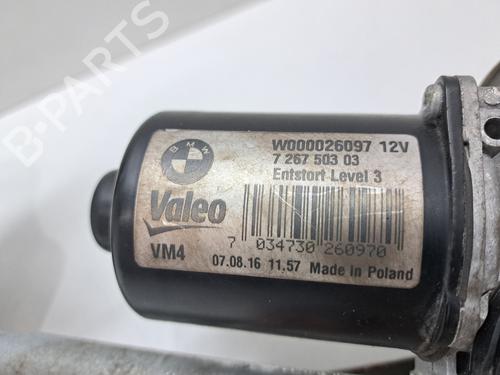 B-PARTS
BMW
W000026097 12V
7 267 503 03
Entstort Level 3
Valeo
VM4
7 034730 260970
07.08.16 11.57 Made in Poland